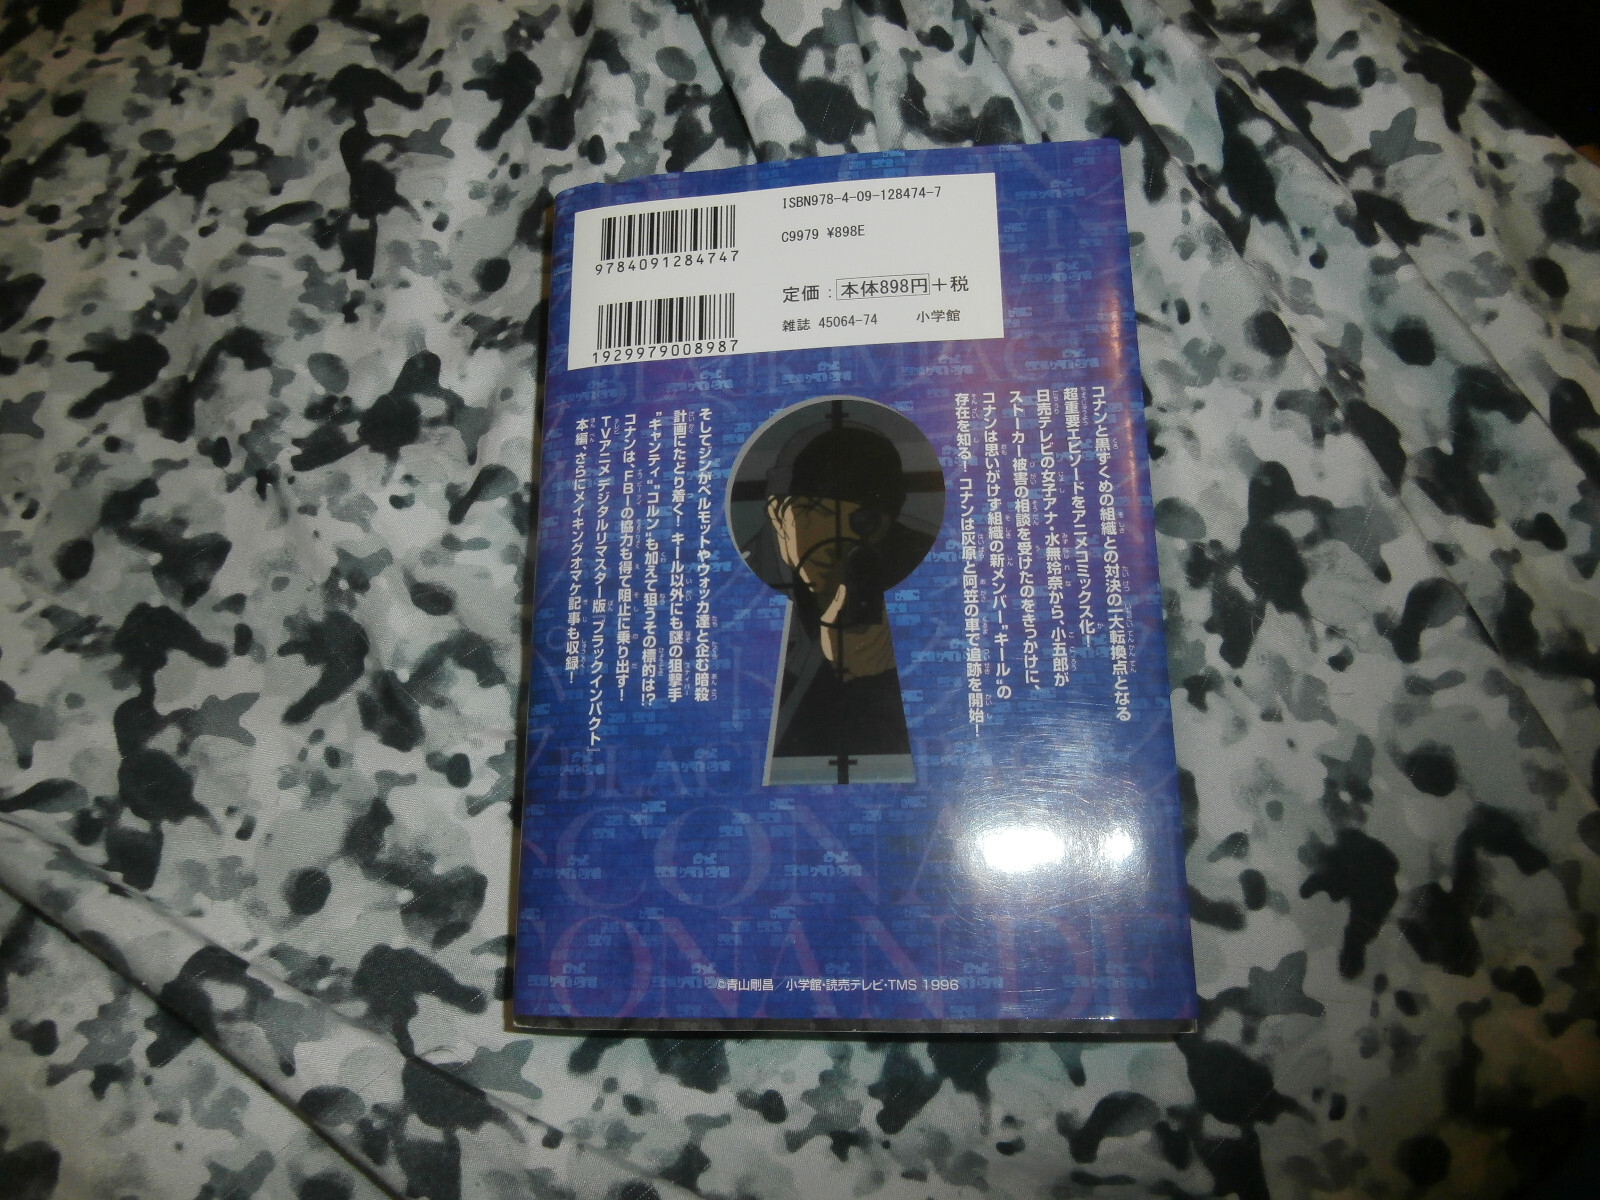 ISBN978-4-09-128474-7
C9979 ¥898E
9784091284747
定価：本体898円+税
雑誌 45064-74 小学館
1929979008987
コナンと黒ずくめの組織との対決の一大転換点となる
超重要エピソードをアニメコミックス化！
日売テレビの女子アナ・水無怜奈から、小五郎が
ストーカー被害の相談を受けたのをきっかけに、
コナンは思いがけず組織の新メンバー"キール"の
存在を知る！コナンは灰原と阿笠の車で追跡を開始！
そしてジンがベルモットやウォッカ達と企む暗殺
計画にたどり着く！キール以外にも謎の狙撃手
"キャンティ"“コルン"も加えて狙うその標的は!?
コナンは、FBIの協力も得て阻止に乗り出す！
TVアニメデジタルリマスター版『ブラックインパクト』
本編、さらにメイキングオマケ記事も収録！
BLACK IMPACT
CONAN
CONAN DE
©青山剛昌／小学館・読売テレビ・TMS 1996